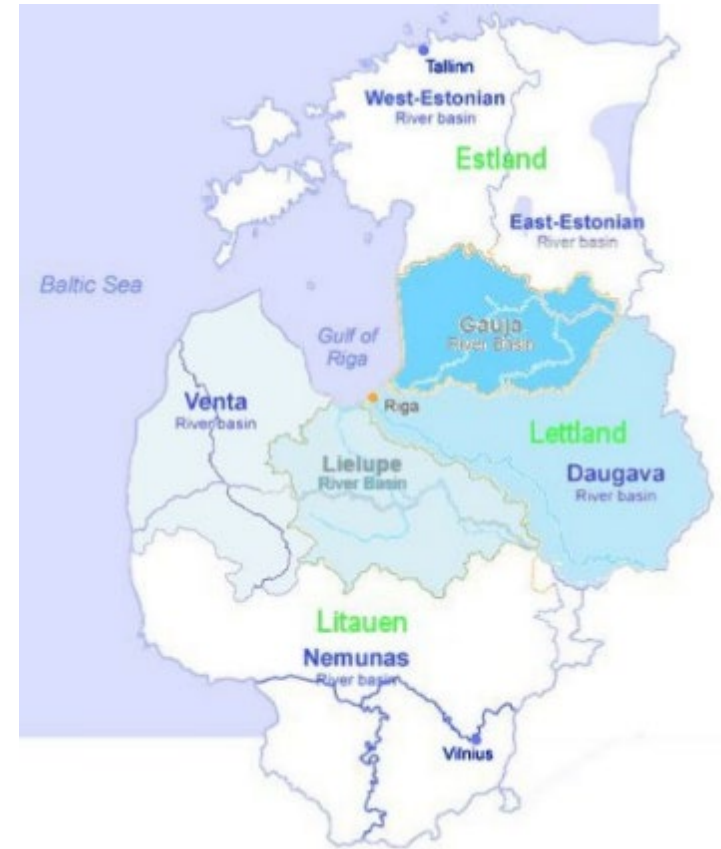 Tallinn
West-Estonian
River basin
Estland
East-Estonian
River basin
Baltic Sea
Gulf of
Riga
Gauja
River Basin
Venta
River basin
Riga
Lettland
Lielupe
River Basin
Daugava
River basin
Litauen
Nemunas
River basin
Vilnius